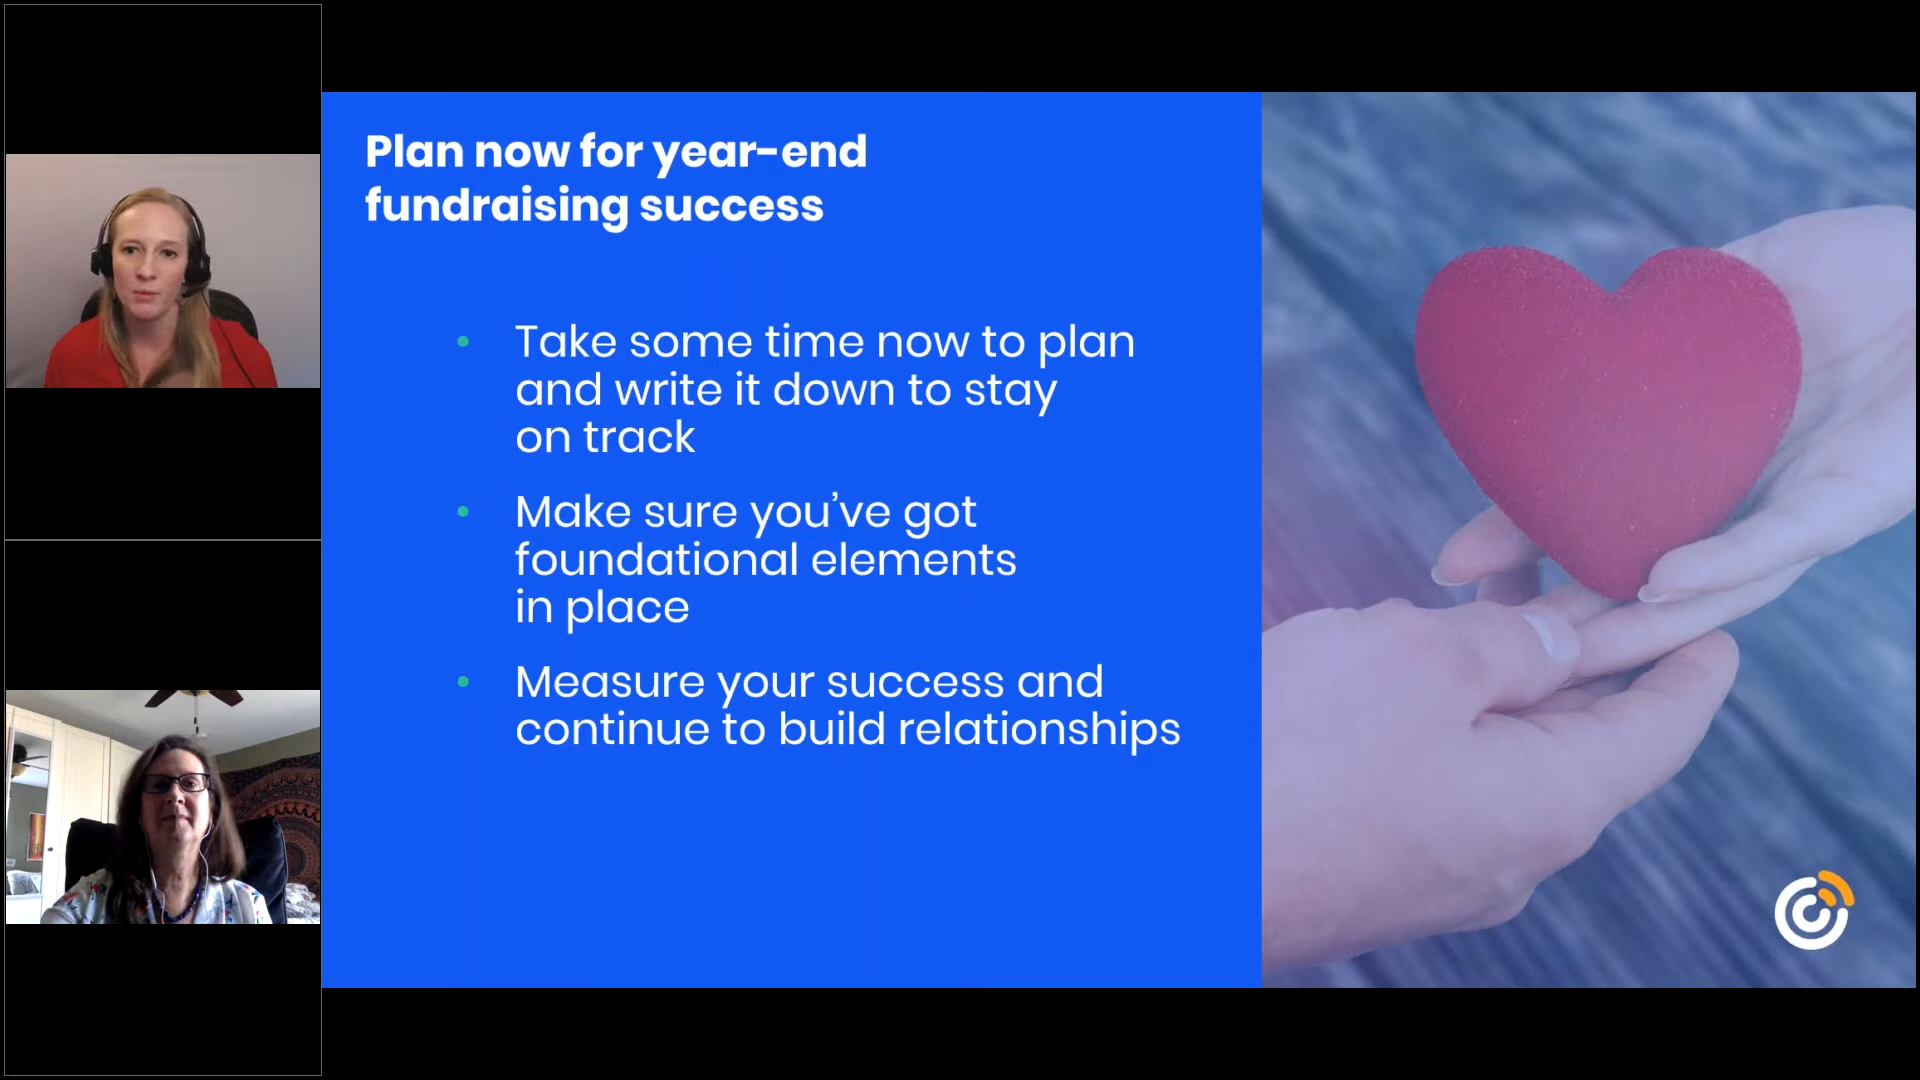 Plan now for year-end
fundraising success
• Take some time now to plan
and write it down to stay
on track
• Make sure you’ve got
foundational elements
in place
• Measure your success and
continue to build relationships